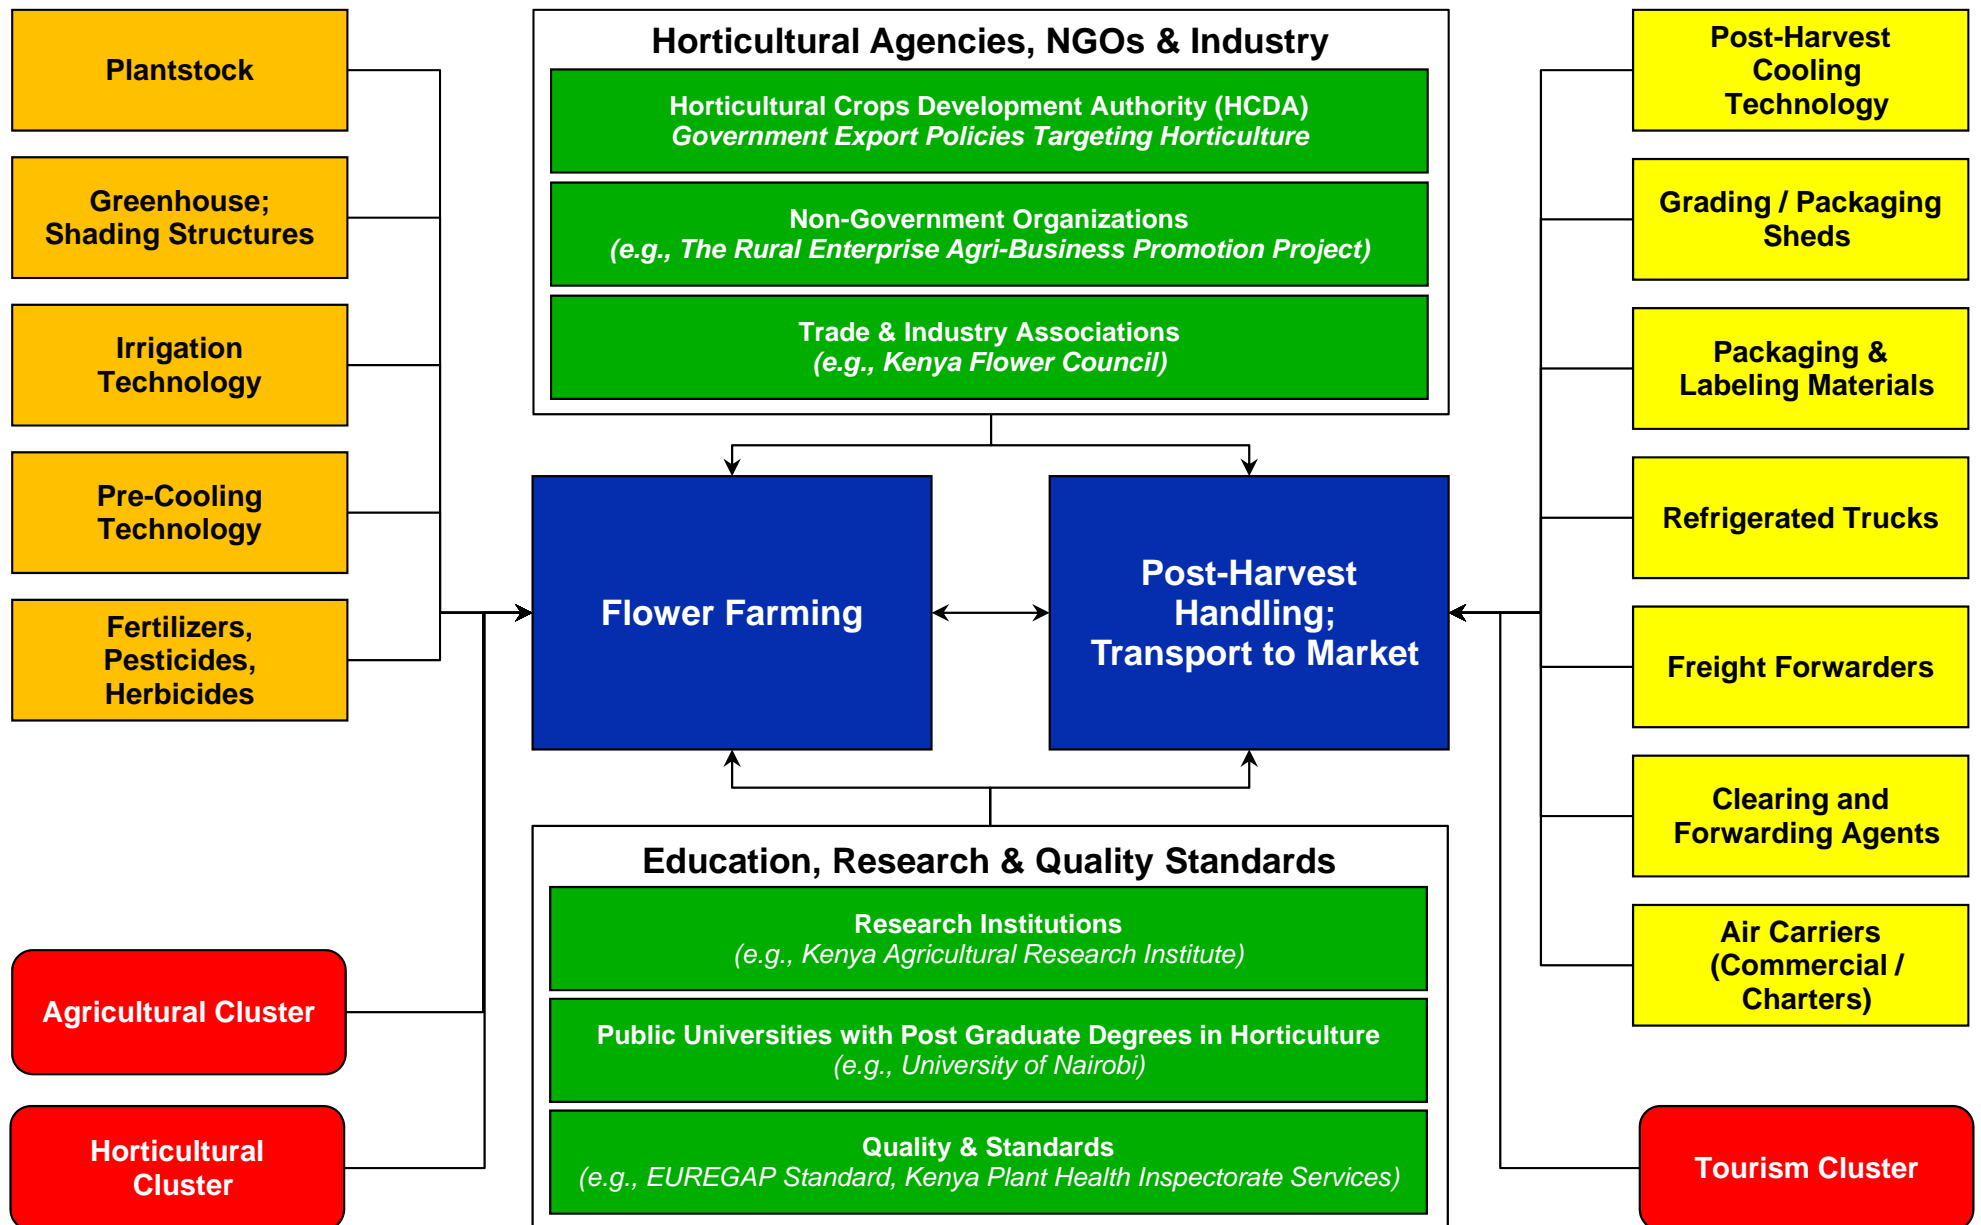 Plantstock
Greenhouse;
Shading Structures
Irrigation
Technology
Pre-Cooling
Technology
Fertilizers,
Pesticides,
Herbicides
Agricultural Cluster
Horticultural
Cluster
Horticultural Agencies, NGOs & Industry
Horticultural Crops Development Authority (HCDA)
Government Export Policies Targeting Horticulture
Non-Government Organizations
(e.g., The Rural Enterprise Agri-Business Promotion Project)
Trade & Industry Associations
(e.g., Kenya Flower Council)
Flower Farming
Post-Harvest
Handling;
Transport to Market
Education, Research & Quality Standards
Research Institutions
(e.g., Kenya Agricultural Research Institute)
Public Universities with Post Graduate Degrees in Horticulture
(e.g., University of Nairobi)
Quality & Standards
(e.g., EUREGAP Standard, Kenya Plant Health Inspectorate Services)
Post-Harvest
Cooling
Technology
Grading / Packaging
Sheds
Packaging &
Labeling Materials
Refrigerated Trucks
Freight Forwarders
Clearing and
Forwarding Agents
Air Carriers
(Commercial /
Charters)
Tourism Cluster